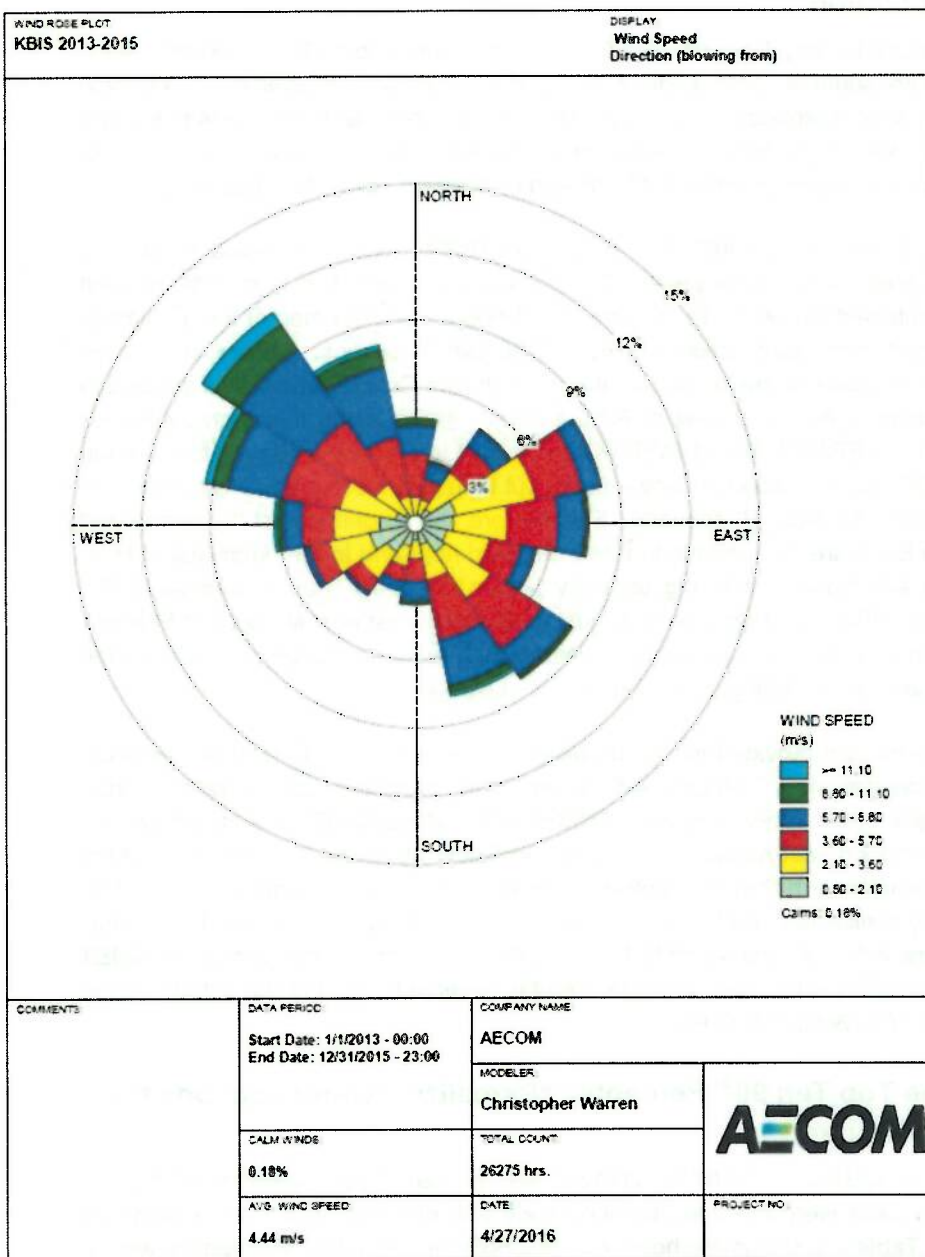 WIND ROSE PLOT
KBIS 2013-2015
DISPLAY
Wind Speed
Direction (blowing from)
NORTH
15%
12%
9%
6%
3%
WEST
EAST
SOUTH
WIND SPEED
(m/s)
>= 11.10
8.80 - 11.10
5.70 - 8.80
3.60 - 5.70
2.10 - 3.60
0.50 - 2.10
Calms: 0.18%
COMMENTS:
DATA PERIOD:
Start Date: 1/1/2013 - 00:00
End Date: 12/31/2015 - 23:00
COMPANY NAME:
AECOM
MODELER:
Christopher Warren
CALM WINDS:
0.18%
TOTAL COUNT:
26275 hrs.
AECOM
AVG. WIND SPEED:
4.44 m/s
DATE:
4/27/2016
PROJECT NO.: